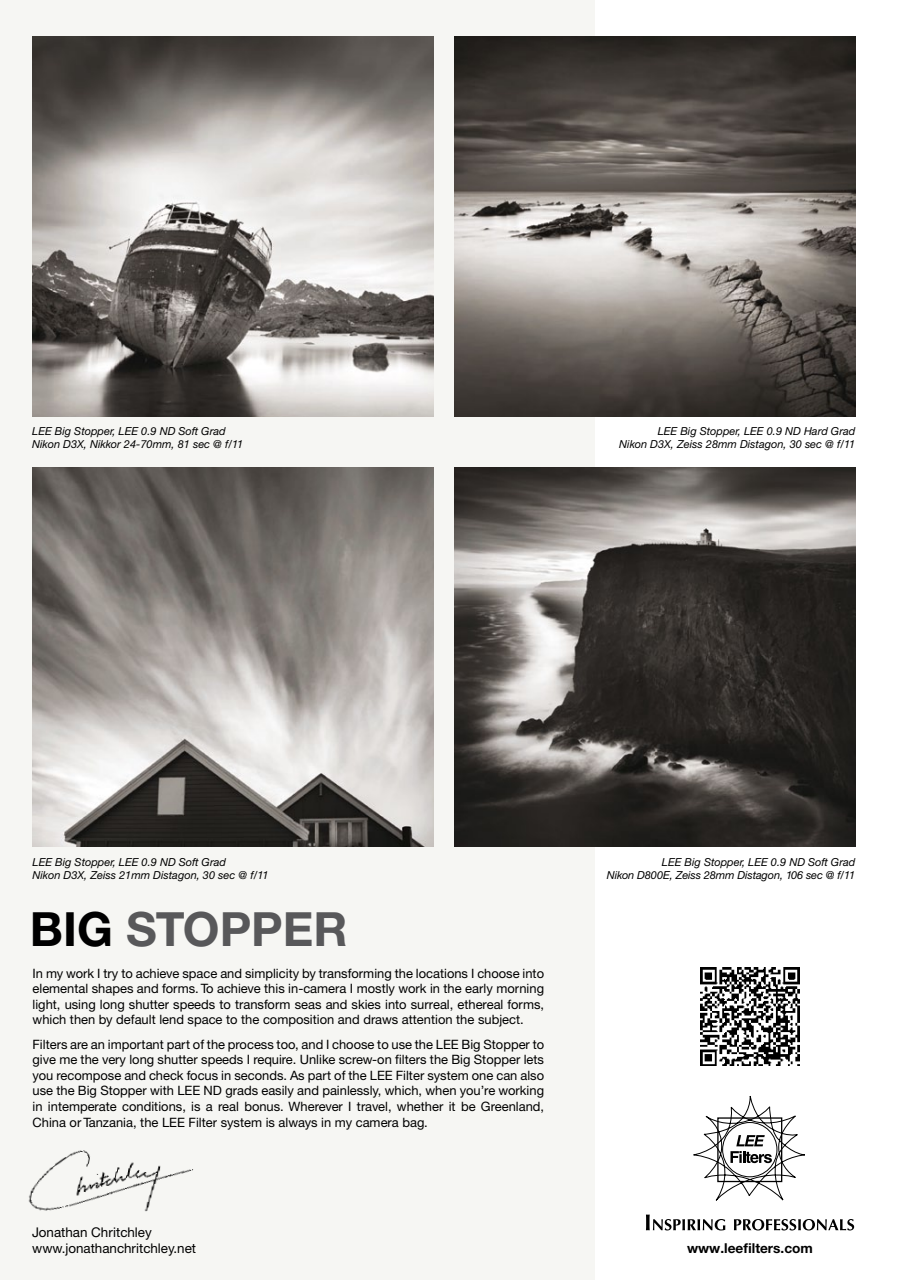 LEE Big Stopper, LEE 0.9 ND Soft Grad
Nikon D3X, Nikkor 24-70mm, 81 sec @ f/11
LEE Big Stopper, LEE 0.9 ND Hard Grad
Nikon D3X, Zeiss 28mm Distagon, 30 sec @ f/11
LEE Big Stopper, LEE 0.9 ND Soft Grad
Nikon D3X, Zeiss 21mm Distagon, 30 sec @ f/11
LEE Big Stopper, LEE 0.9 ND Soft Grad
Nikon D800E, Zeiss 28mm Distagon, 106 sec @ f/11
BIG STOPPER
In my work I try to achieve space and simplicity by transforming the locations I choose into
elemental shapes and forms. To achieve this in-camera I mostly work in the early morning
light, using long shutter speeds to transform seas and skies into surreal, ethereal forms,
which then by default lend space to the composition and draws attention the subject.
Filters are an important part of the process too, and I choose to use the LEE Big Stopper to
give me the very long shutter speeds I require. Unlike screw-on filters the Big Stopper lets
you recompose and check focus in seconds. As part of the LEE Filter system one can also
use the Big Stopper with LEE ND grads easily and painlessly, which, when you're working
in intemperate conditions, is a real bonus. Wherever I travel, whether it be Greenland,
China or Tanzania, the LEE Filter system is always in my camera bag.
Chritchley
Jonathan Chritchley
www.jonathanchritchley.net
LEE
Filters
INSPIRING PROFESSIONALS
www.leefilters.com